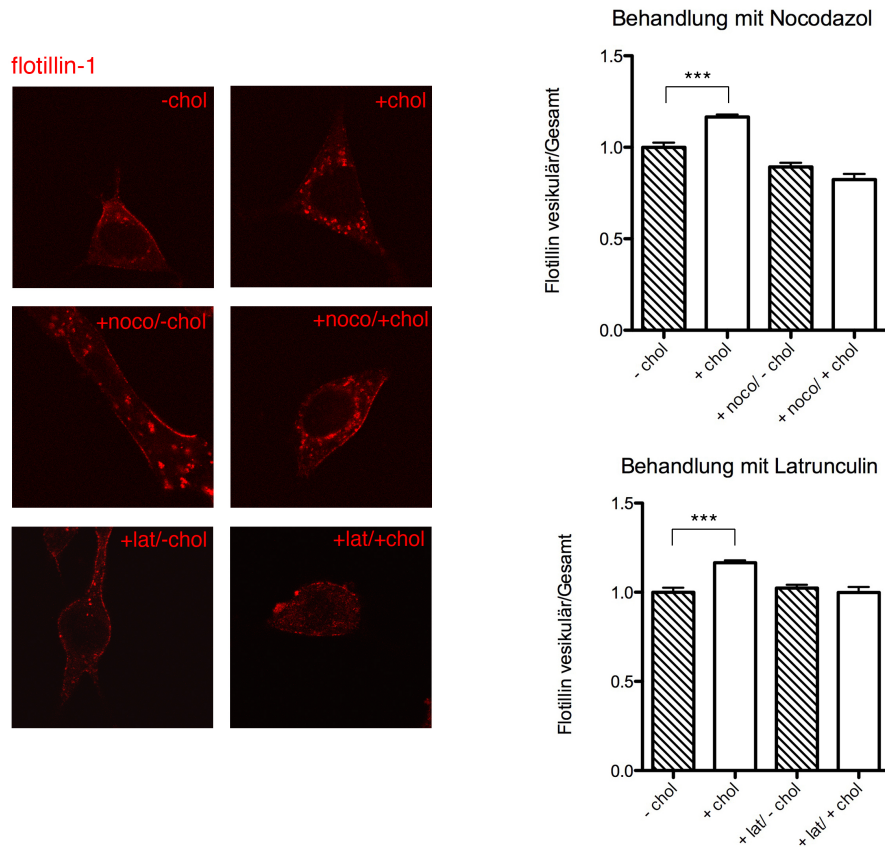 flotillin-1
-chol
+chol
+noco/-chol
+noco/+chol
+lat/-chol
+lat/+chol
Behandlung mit Nocodazol
Flotillin vesikulär/Gesamt
1.5
1.0
0.5
0.0
***
- chol
+ chol
+ noco/ - chol
+ noco/ + chol
Behandlung mit Latrunculin
Flotillin vesikulär/Gesamt
1.5
1.0
0.5
0.0
***
- chol
+ chol
+ lat/ - chol
+ lat/ + chol